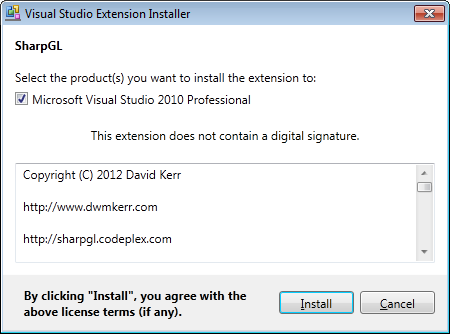 Visual Studio Extension Installer
SharpGL
Select the product(s) you want to install the extension to:
Microsoft Visual Studio 2010 Professional
This extension does not contain a digital signature.
Copyright (C) 2012 David Kerr
http://www.dwmkerr.com
http://sharpgl.codeplex.com
By clicking "Install", you agree with the
above license terms (if any).
Install
Cancel